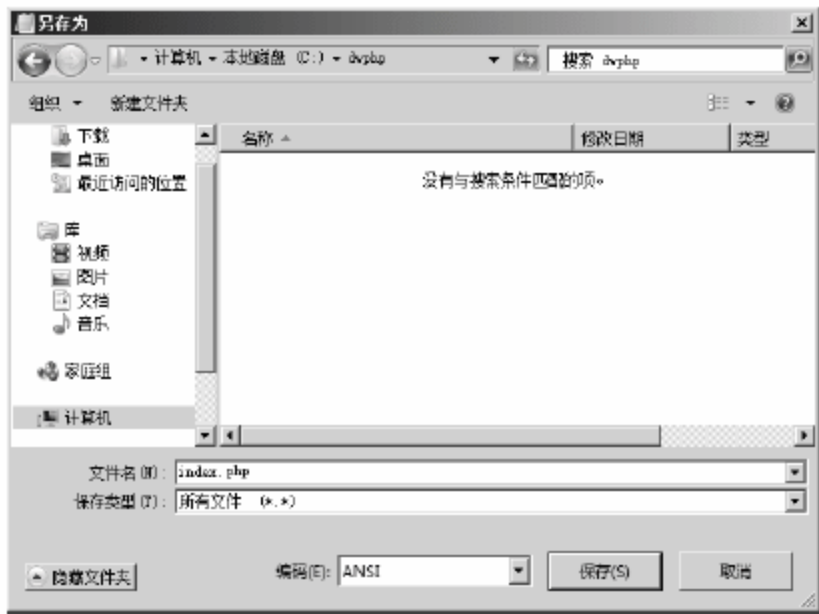 另存为
计算机 本地磁盘 (C:) dwphp 搜索 dwphp
组织 新建文件夹
名称 修改日期 类型
下载
桌面
最近访问的位置
没有与搜索条件匹配的项。
库
视频
图片
文档
音乐
家庭组
计算机
文件名(N): index.php
保存类型(T): 所有文件 (*.*)
隐藏文件夹 编码(E): ANSI 保存(S) 取消